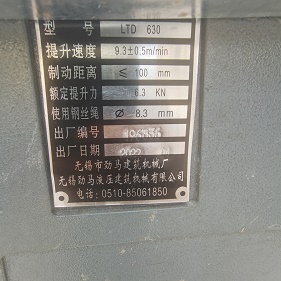 型号 LTD 630
提升速度 9.3±0.5m/min
制动距离 ≤ 100 mm
额定提升力 6.3 KN
使用钢丝绳 Ø 8.3 mm
出厂编号
出厂日期 2022
无锡市劲马建筑机械厂
无锡劲马液压建筑机械有限公司
电话：0510-85061850